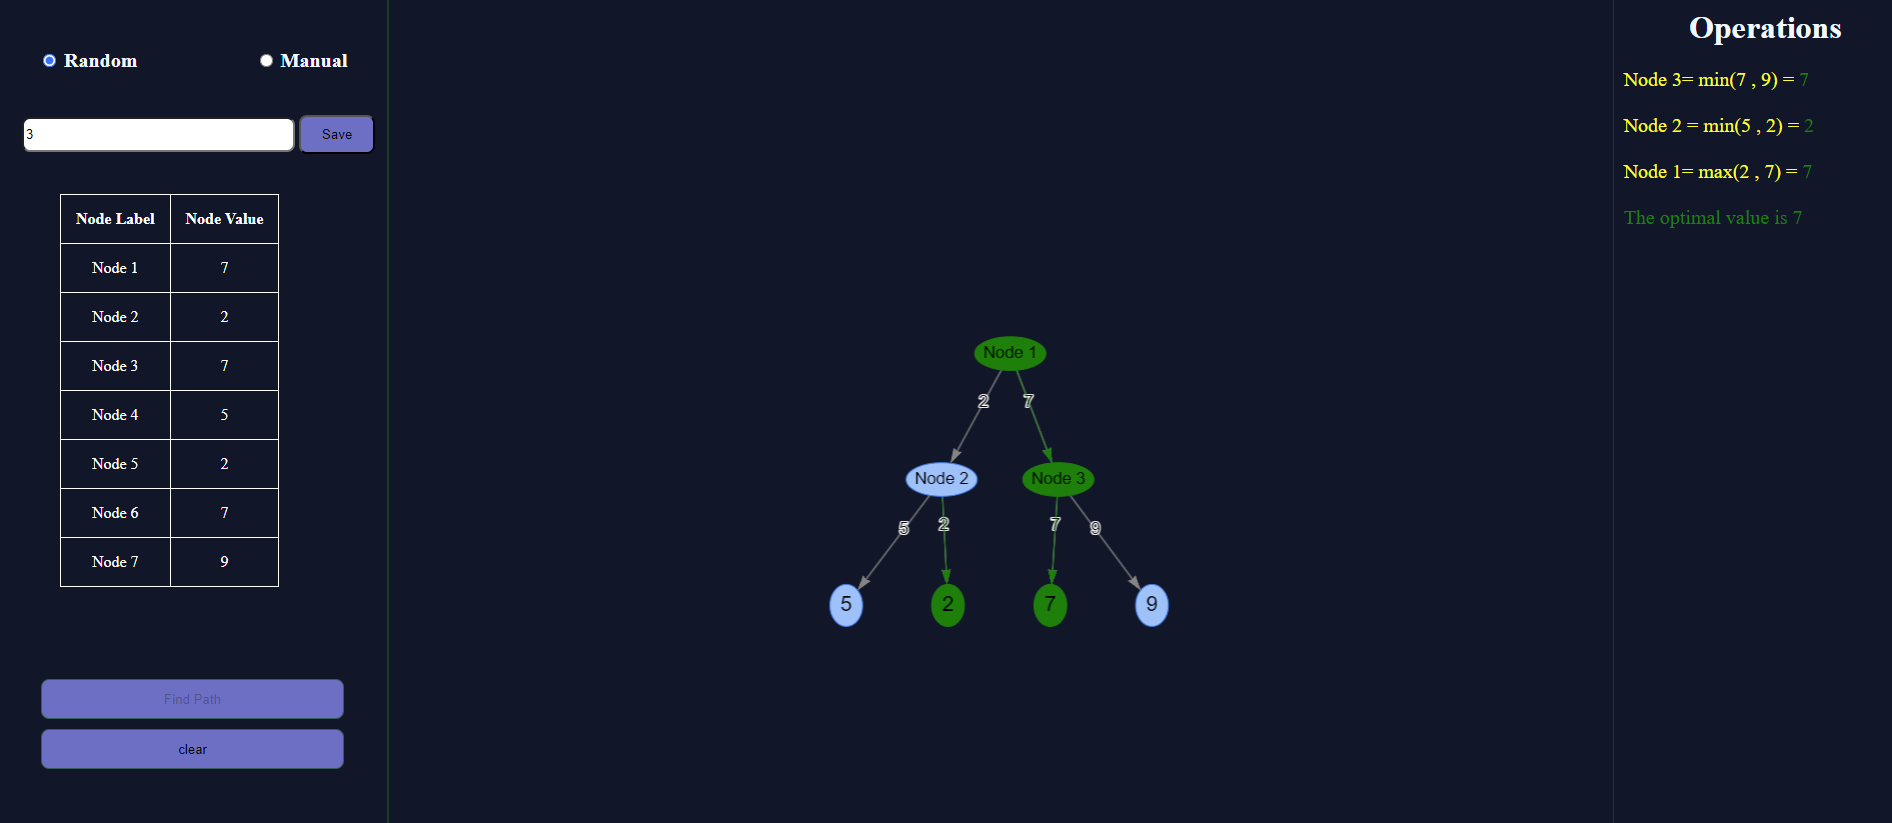 Random
Manual
3
Save
Node Label Node Value
Node 1 7
Node 2 2
Node 3 7
Node 4 5
Node 5 2
Node 6 7
Node 7 9
Find Path
clear
Node 1
2 7
Node 2 Node 3
5 2 7 9
5 2 7 9
Operations
Node 3= min(7 , 9) = 7
Node 2 = min(5 , 2) = 2
Node 1= max(2 , 7) = 7
The optimal value is 7